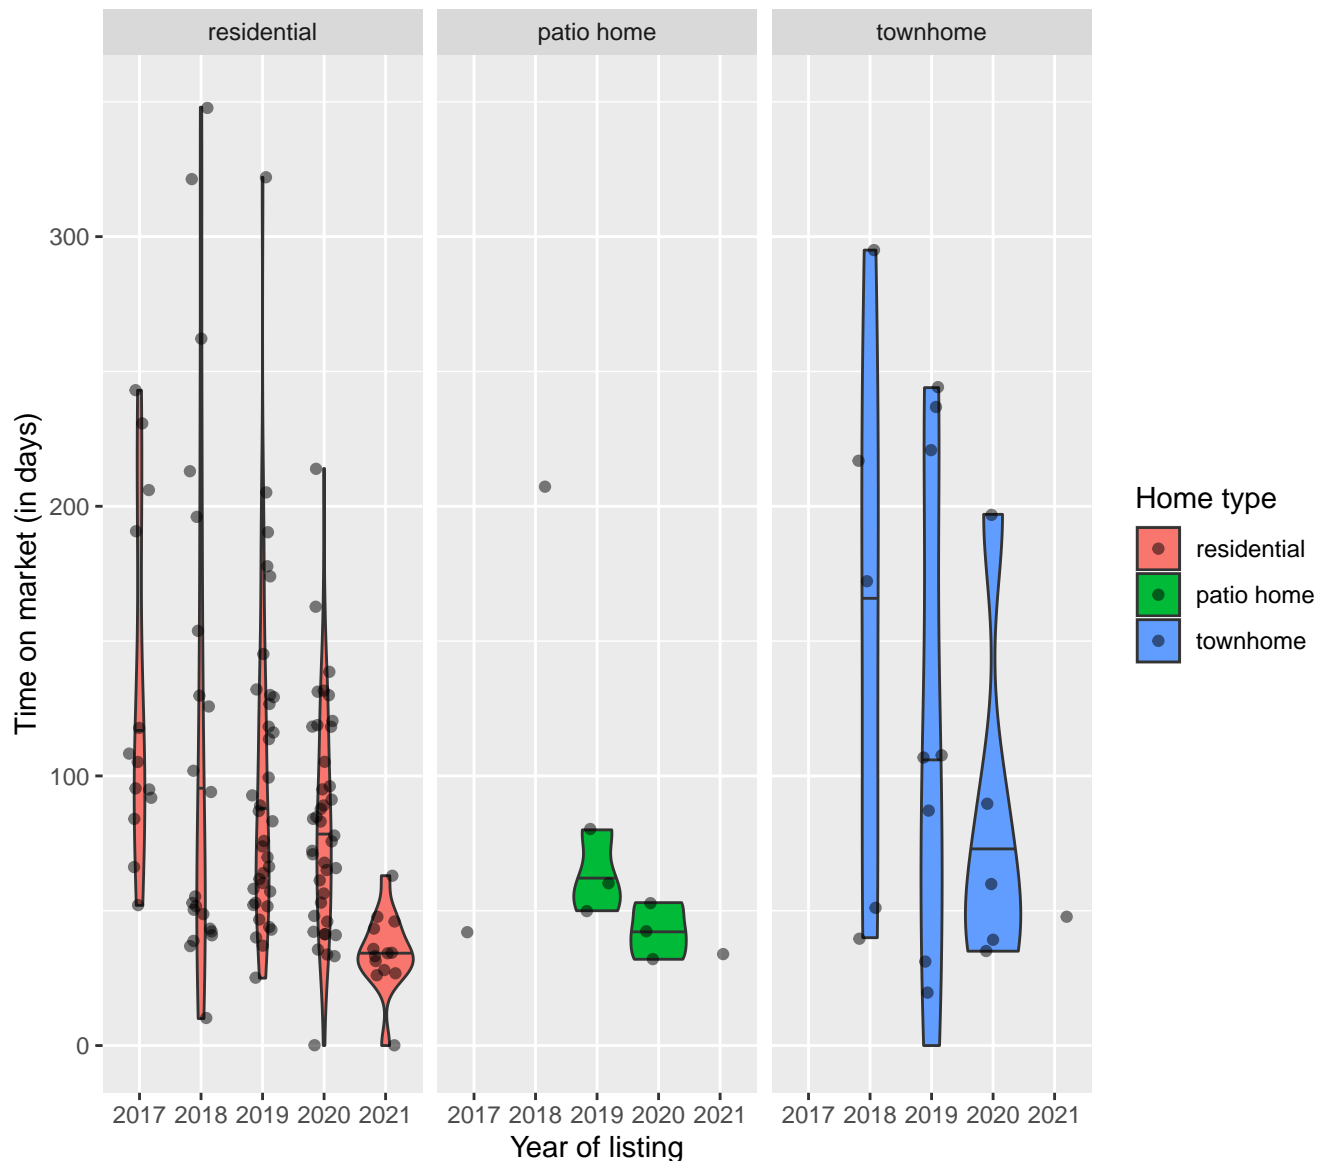 residential patio home townhome
300
200
100
0
Time on market (in days)
2017 2018 2019 2020 2021 2017 2018 2019 2020 2021 2017 2018 2019 2020 2021
Year of listing
Home type
residential
patio home
townhome